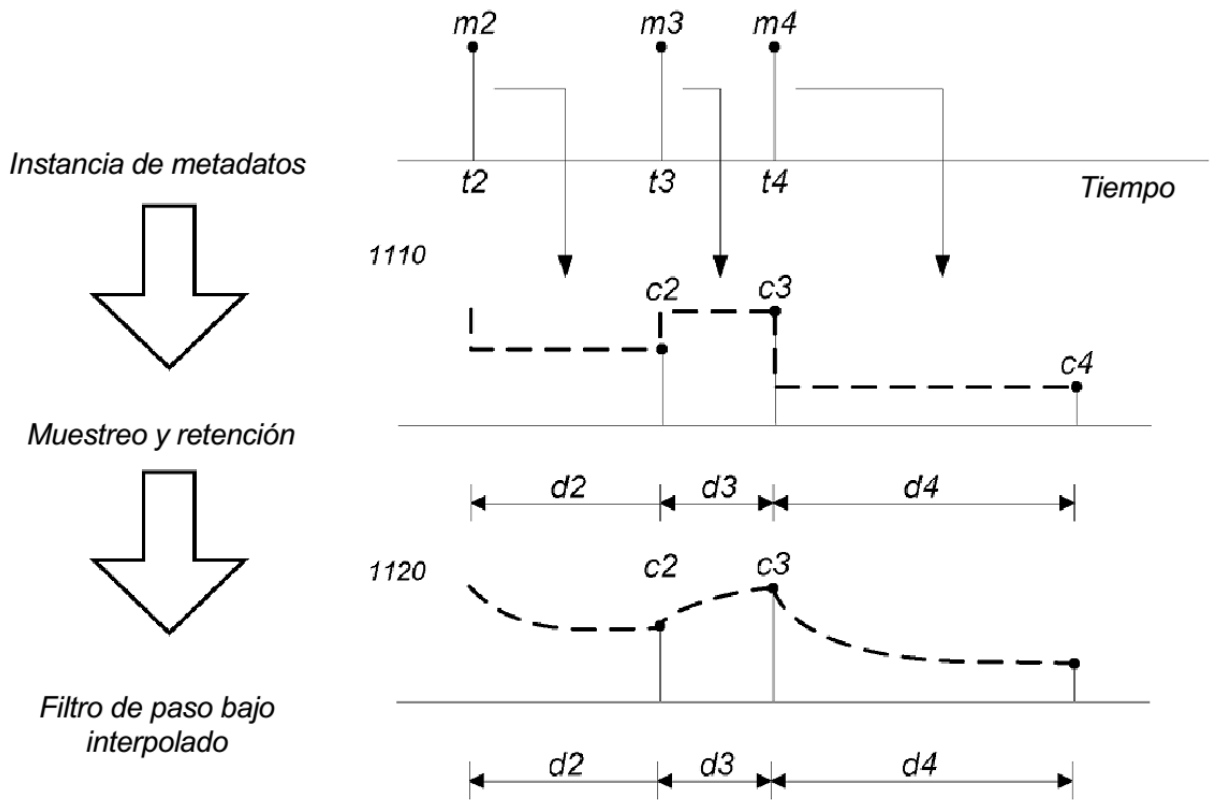 m2 m3 m4
Instancia de metadatos
t2 t3 t4 Tiempo
1110
c2 c3
c4
Muestreo y retención
d2 d3 d4
1120 c2 c3
Filtro de paso bajo
interpolado
d2 d3 d4